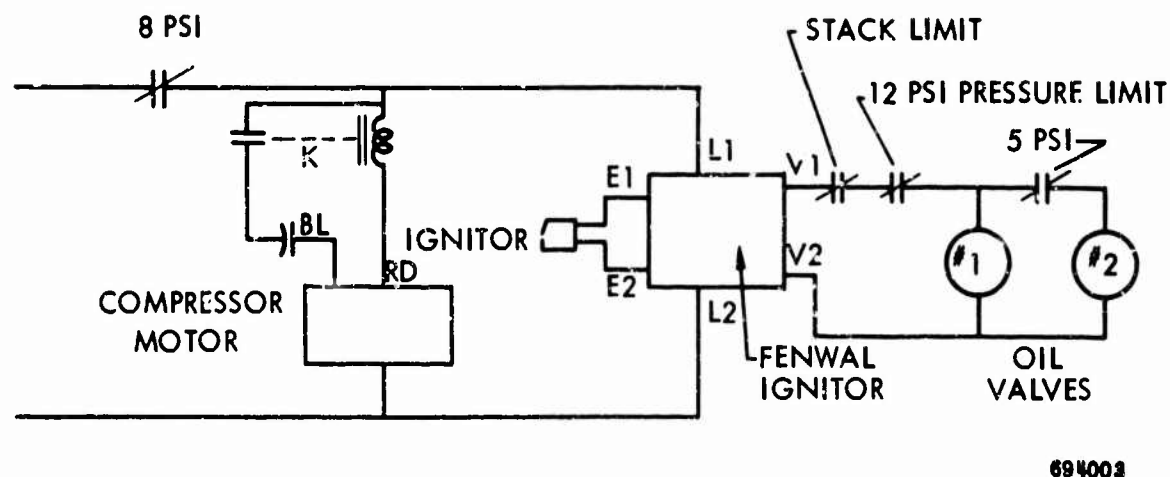 8 PSI
STACK LIMIT
12 PSI PRESSURE LIMIT
5 PSI
K
L1
V1
E1
BL
IGNITOR
#1
#2
V2
RD
E2
L2
COMPRESSOR
MOTOR
FENWAL
IGNITOR
OIL
VALVES
694003